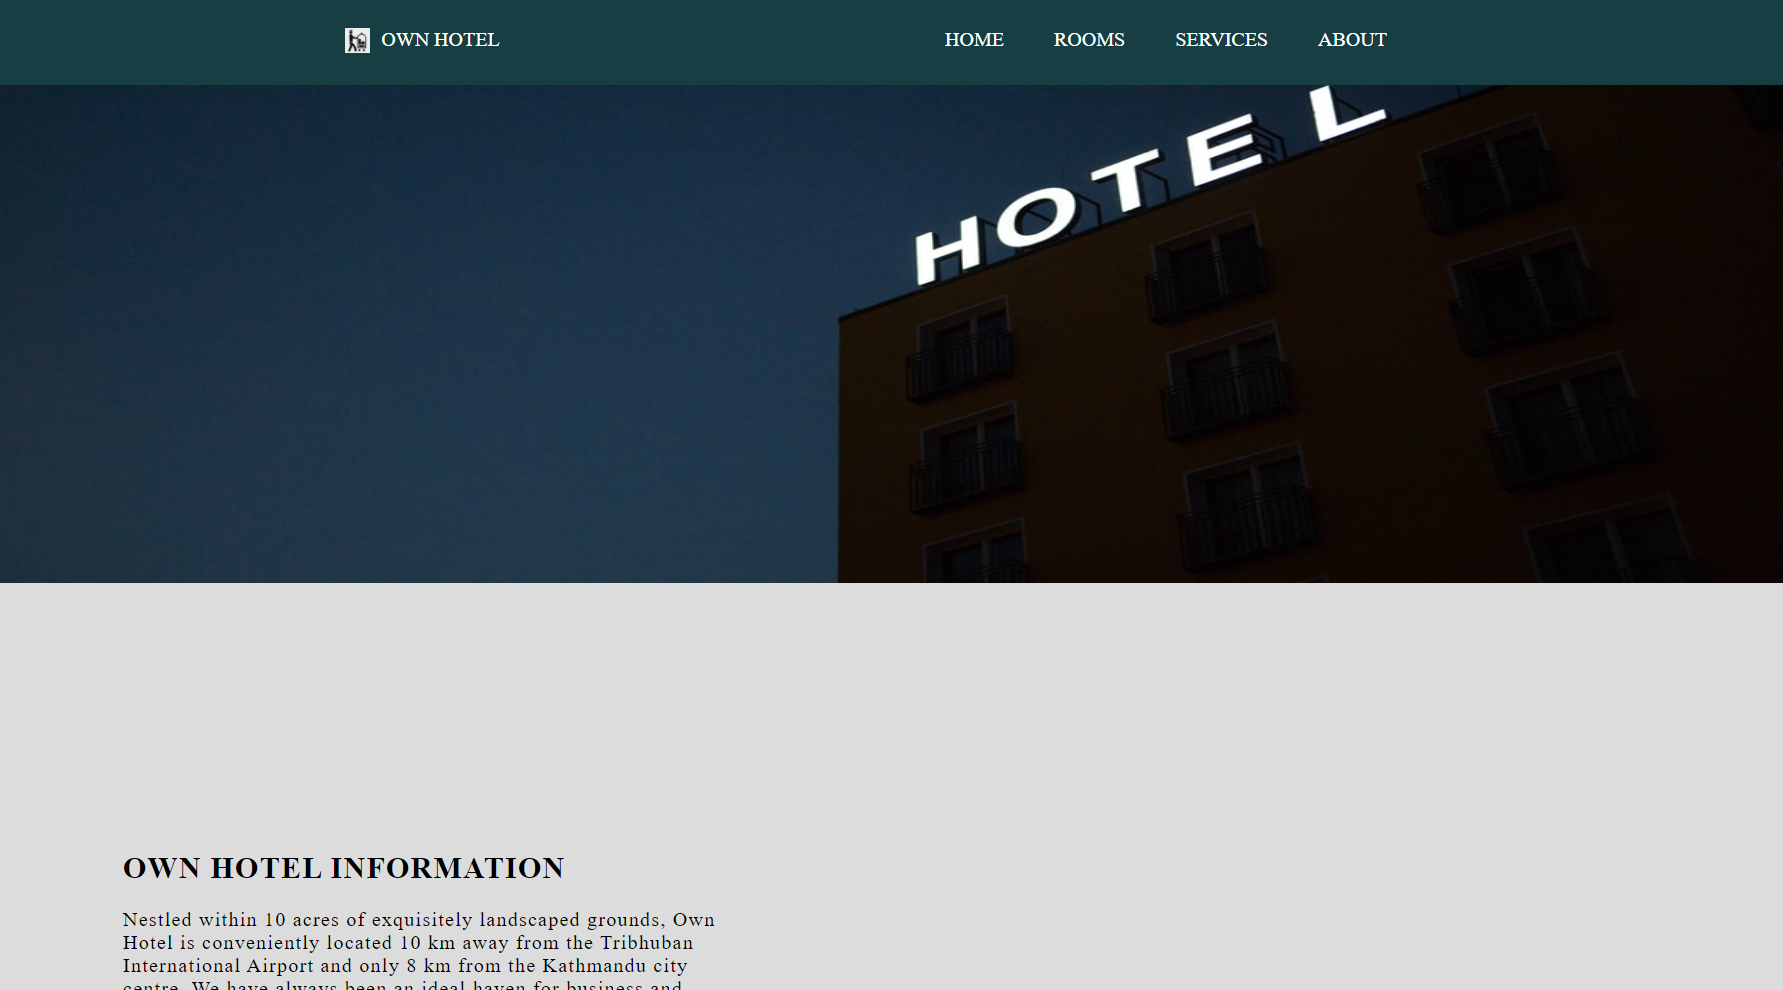 OWN HOTEL
HOME ROOMS SERVICES ABOUT
HOTEL
OWN HOTEL INFORMATION
Nestled within 10 acres of exquisitely landscaped grounds, Own
Hotel is conveniently located 10 km away from the Tribhuban
International Airport and only 8 km from the Kathmandu city
centre. We have always been an ideal haven for business and